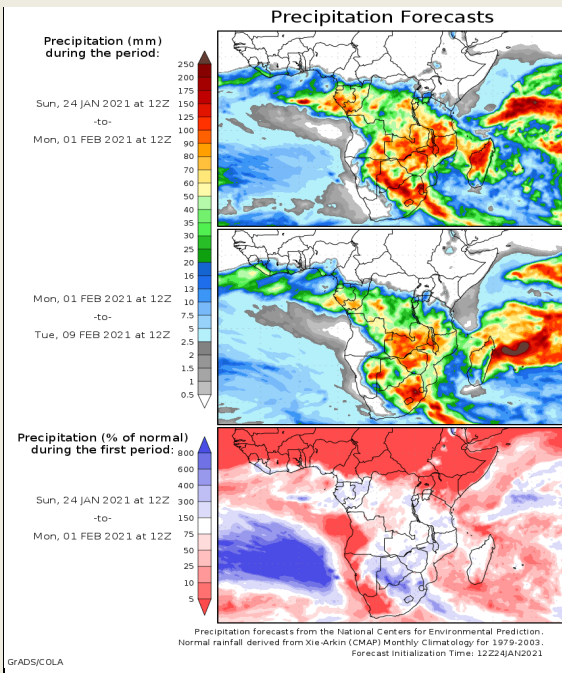 Precipitation Forecasts
Precipitation (mm)
during the period:
250
200
175
150
125
100
90
80
70
60
50
40
35
30
25
20
16
13
10
7.5
5
2.5
2
1.5
1
0.5
Sun, 24 JAN 2021 at 12Z
-to-
Mon, 01 FEB 2021 at 12Z
Mon, 01 FEB 2021 at 12Z
-to-
Tue, 09 FEB 2021 at 12Z
Precipitation (% of normal)
during the first period:
800
600
400
300
150
75
50
25
10
5
Sun, 24 JAN 2021 at 12Z
-to-
Mon, 01 FEB 2021 at 12Z
Precipitation forecasts from the National Centers for Environmental Prediction.
Normal rainfall derived from Xie-Arkin (CMAP) Monthly Climatology for 1979-2003.
Forecast Initialization Time: 12Z24JAN2021
GrADS/COLA